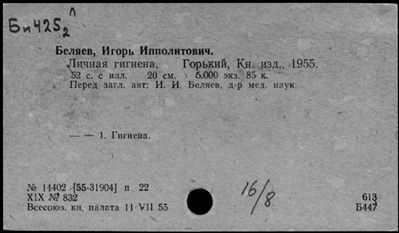 Бн425₂ Л
Беляев, Игорь Ипполитович.
Личная гигиена. Горький, Кн. изд., 1955.
52 с. с илл. 20 см. 5.000 экз. 85 к.
Перед загл. авт: И. И. Беляев, д-р мед. наук
— — 1. Гигиена.
№ 14402 [55-31904] п 22
XIX № 832
Всесоюз. кн. палата 11 VII 55
16/8
613
Б447